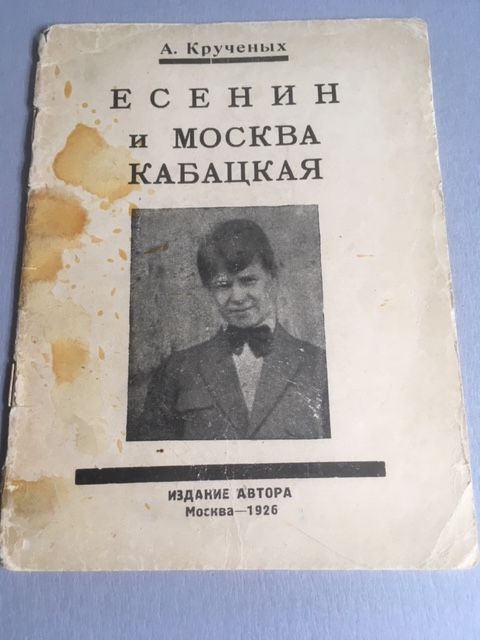 А. Крученых
ЕСЕНИН
и МОСКВА
КАБАЦКАЯ
ИЗДАНИЕ АВТОРА
Москва—1926